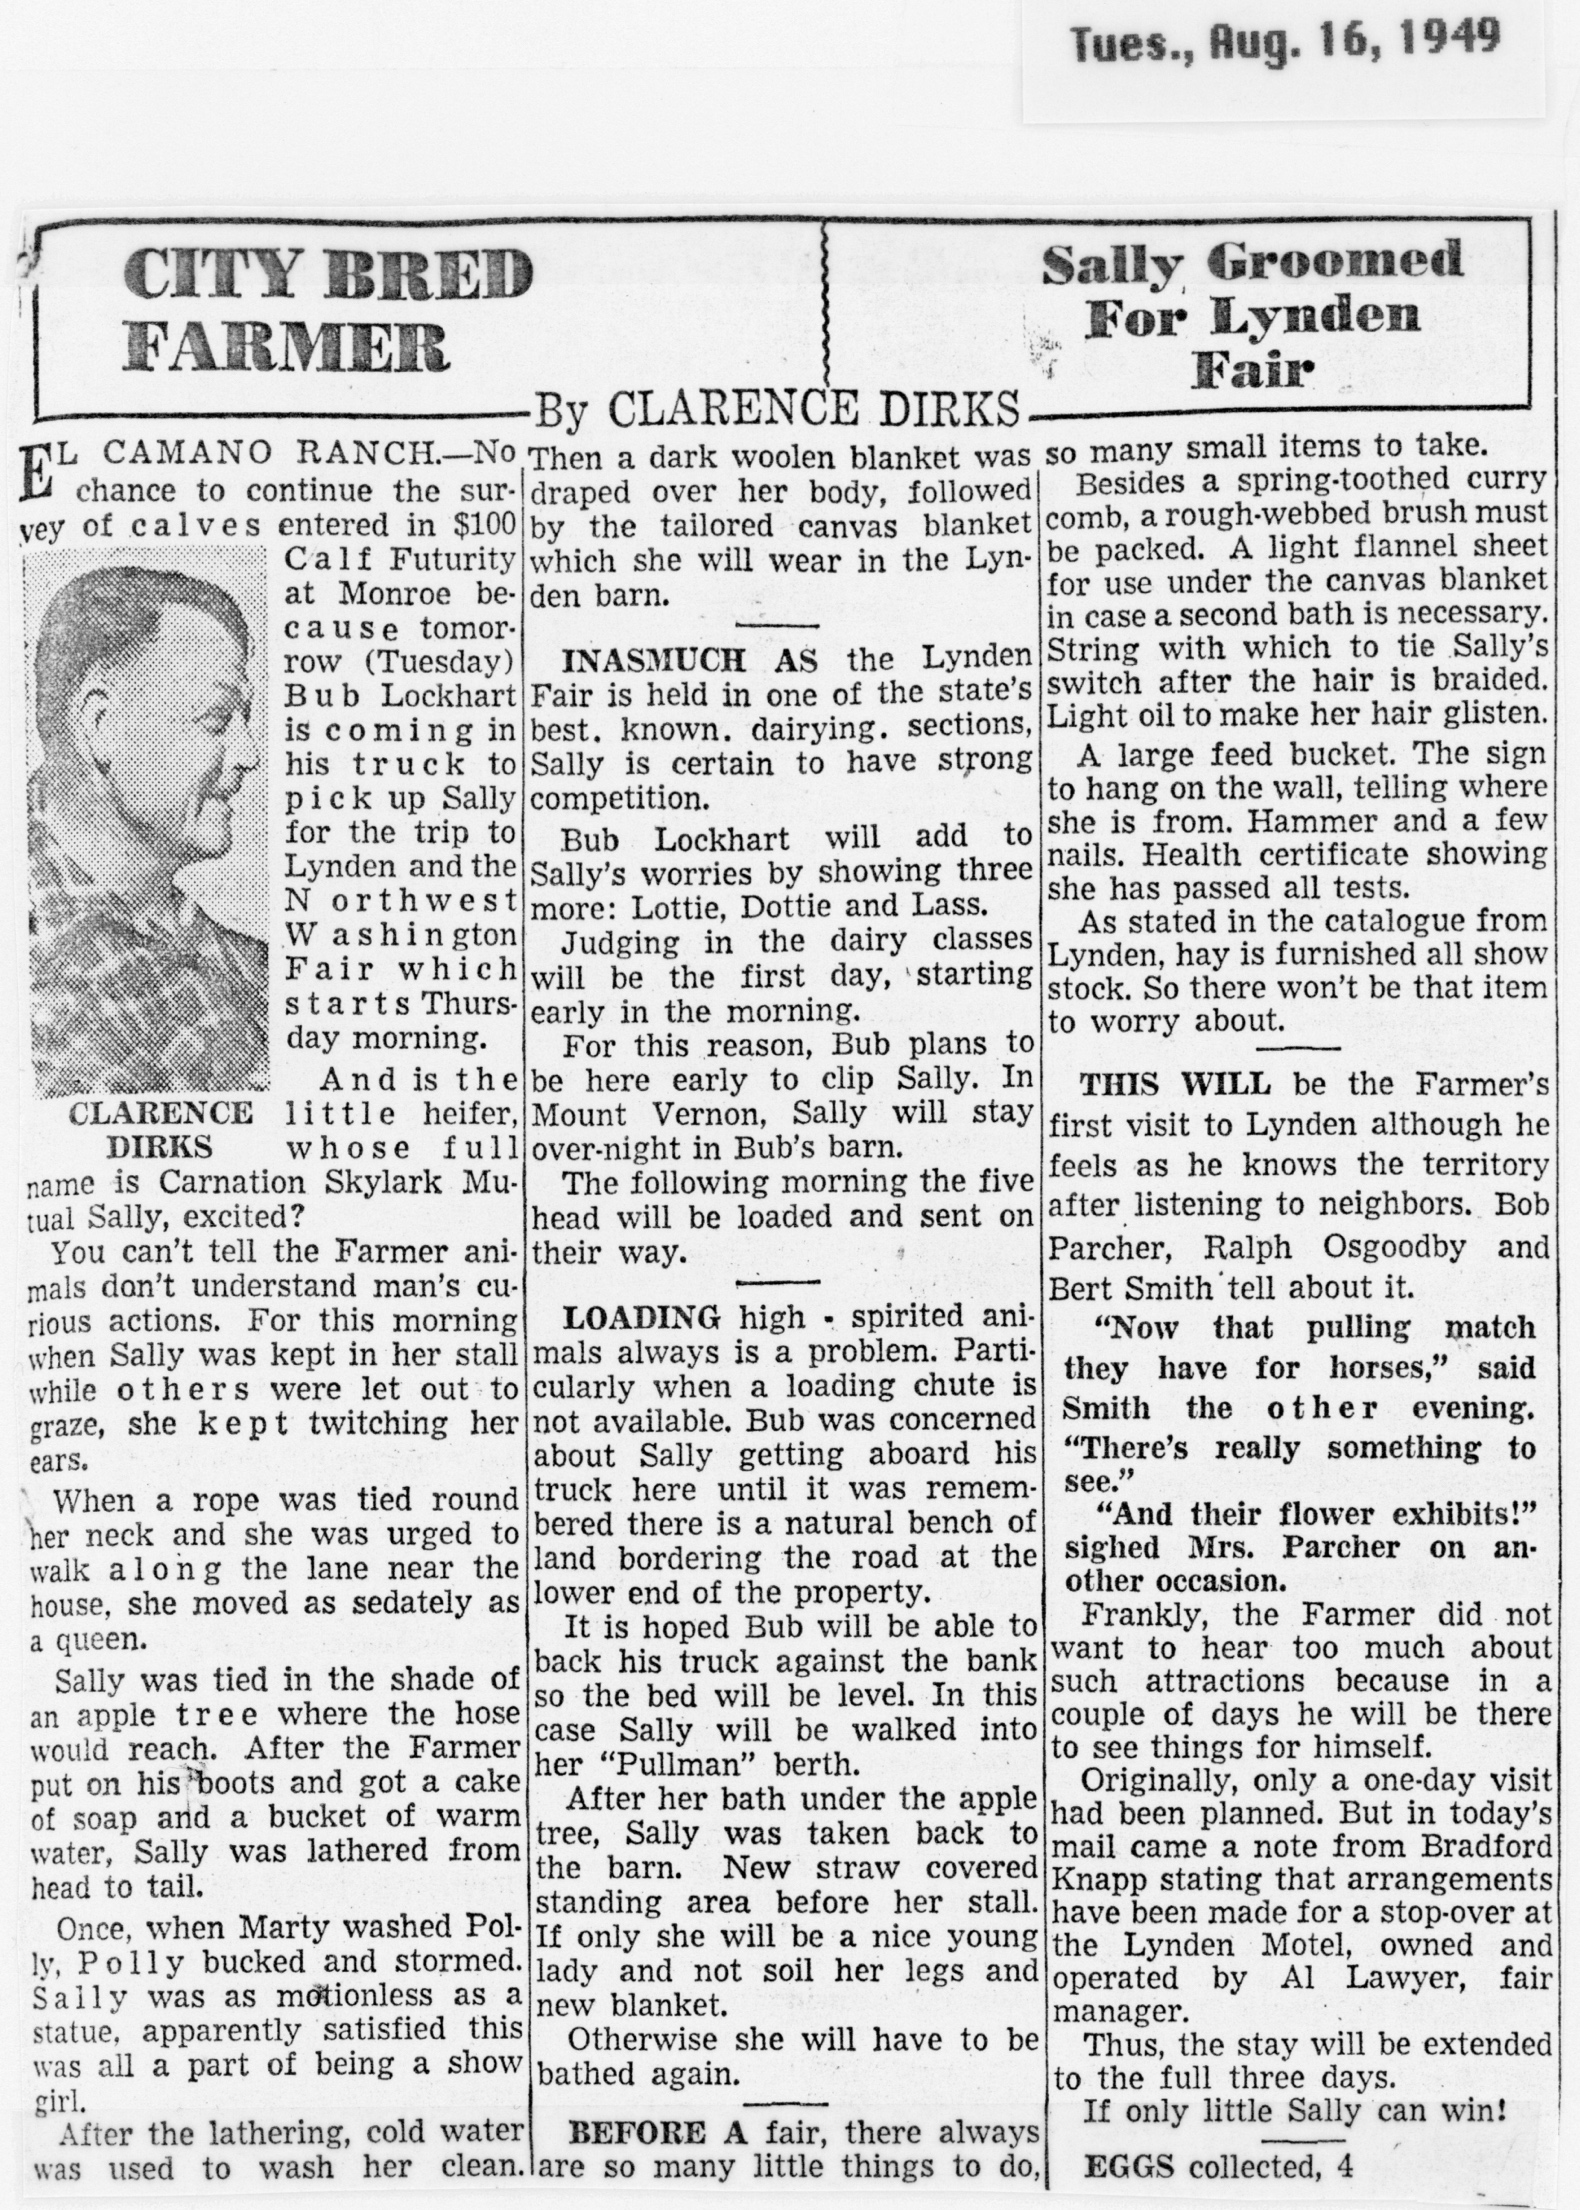 Tues., Aug. 16, 1949
CITY BRED
FARMER
Sally Groomed
For Lynden
Fair
By CLARENCE DIRKS
EL CAMANO RANCH.—No
chance to continue the sur-
vey of calves entered in $100
Calf Futurity
at Monroe be-
cause tomor-
row (Tuesday)
Bub Lockhart
is coming in
his truck to
pick up Sally
for the trip to
Lynden and the
Northwest
Washington
Fair which
starts Thurs-
day morning.
And is the
CLARENCE
DIRKS
little heifer,
whose full
name is Carnation Skylark Mu-
tual Sally, excited?
You can't tell the Farmer ani-
mals don't understand man's cu-
rious actions. For this morning
when Sally was kept in her stall
while others were let out to
graze, she kept twitching her
ears.
When a rope was tied round
her neck and she was urged to
walk along the lane near the
house, she moved as sedately as
a queen.
Sally was tied in the shade of
an apple tree where the hose
would reach. After the Farmer
put on his boots and got a cake
of soap and a bucket of warm
water, Sally was lathered from
head to tail.
Once, when Marty washed Pol-
ly, Polly bucked and stormed.
Sally was as motionless as a
statue, apparently satisfied this
was all a part of being a show
girl.
After the lathering, cold water
was used to wash her clean.
Then a dark woolen blanket was
draped over her body, followed
by the tailored canvas blanket
which she will wear in the Lyn-
den barn.
INASMUCH AS the Lynden
Fair is held in one of the state's
best. known. dairying. sections,
Sally is certain to have strong
competition.
Bub Lockhart will add to
Sally's worries by showing three
more: Lottie, Dottie and Lass.
Judging in the dairy classes
will be the first day, starting
early in the morning.
For this reason, Bub plans to
be here early to clip Sally. In
Mount Vernon, Sally will stay
over-night in Bub's barn.
The following morning the five
head will be loaded and sent on
their way.
LOADING high - spirited ani-
mals always is a problem. Parti-
cularly when a loading chute is
not available. Bub was concerned
about Sally getting aboard his
truck here until it was remem-
bered there is a natural bench of
land bordering the road at the
lower end of the property.
It is hoped Bub will be able to
back his truck against the bank
so the bed will be level. In this
case Sally will be walked into
her "Pullman" berth.
After her bath under the apple
tree, Sally was taken back to
the barn. New straw covered
standing area before her stall.
If only she will be a nice young
lady and not soil her legs and
new blanket.
Otherwise she will have to be
bathed again.
BEFORE A fair, there always
are so many little things to do,
so many small items to take.
Besides a spring-toothed curry
comb, a rough-webbed brush must
be packed. A light flannel sheet
for use under the canvas blanket
in case a second bath is necessary.
String with which to tie Sally's
switch after the hair is braided.
Light oil to make her hair glisten.
A large feed bucket. The sign
to hang on the wall, telling where
she is from. Hammer and a few
nails. Health certificate showing
she has passed all tests.
As stated in the catalogue from
Lynden, hay is furnished all show
stock. So there won't be that item
to worry about.
THIS WILL be the Farmer's
first visit to Lynden although he
feels as he knows the territory
after listening to neighbors. Bob
Parcher, Ralph Osgoodby and
Bert Smith tell about it.
"Now that pulling match
they have for horses," said
Smith the other evening.
"There's really something to
see."
"And their flower exhibits!"
sighed Mrs. Parcher on an-
other occasion.
Frankly, the Farmer did not
want to hear too much about
such attractions because in a
couple of days he will be there
to see things for himself.
Originally, only a one-day visit
had been planned. But in today's
mail came a note from Bradford
Knapp stating that arrangements
have been made for a stop-over at
the Lynden Motel, owned and
operated by Al Lawyer, fair
manager.
Thus, the stay will be extended
to the full three days.
If only little Sally can win!
EGGS collected, 4